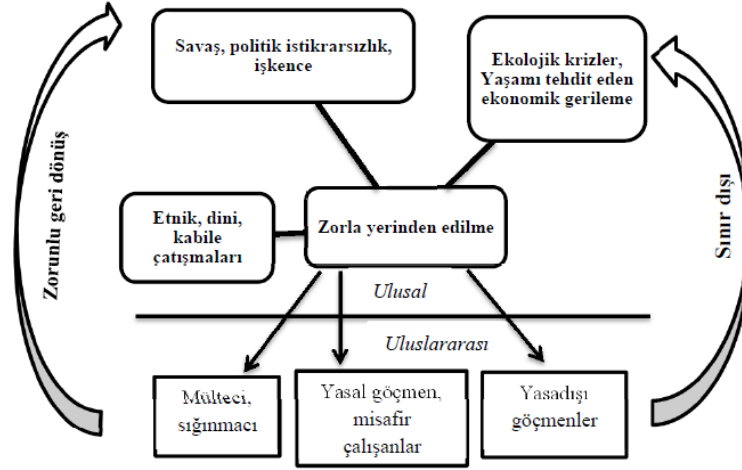 Savaş, politik istikrarsızlık,
işkence
Ekolojik krizler,
Yaşamı tehdit eden
ekonomik gerileme
Zorunlu geri dönüş
Sınır dışı
Etnik, dini,
kabile
çatışmaları
Zorla yerinden edilme
Ulusal
Uluslararası
Mülteci,
sığınmacı
Yasal göçmen,
misafir
çalışanlar
Yasadışı
göçmenler